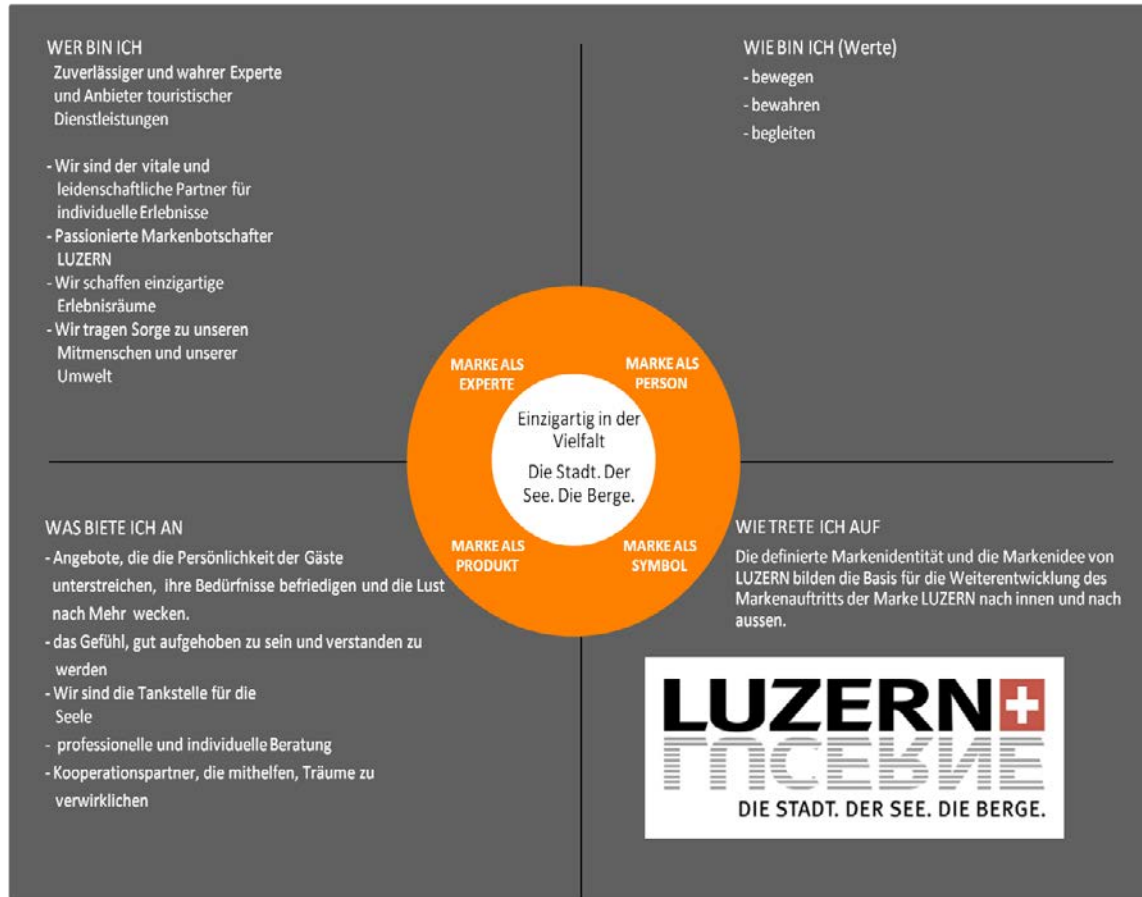 WER BIN ICH
Zuverlässiger und wahrer Experte
und Anbieter touristischer
Dienstleistungen
- Wir sind der vitale und
leidenschaftliche Partner für
individuelle Erlebnisse
- Passionierte Markenbotschafter
LUZERN
- Wir schaffen einzigartige
Erlebnisräume
- Wir tragen Sorge zu unseren
Mitmenschen und unserer
Umwelt
WIE BIN ICH (Werte)
- bewegen
- bewahren
- begleiten
MARKE ALS
EXPERTE
MARKE ALS
PERSON
Einzigartig in der
Vielfalt
Die Stadt. Der
See. Die Berge.
MARKE ALS
PRODUKT
MARKE ALS
SYMBOL
WAS BIETE ICH AN
- Angebote, die die Persönlichkeit der Gäste
unterstreichen, ihre Bedürfnisse befriedigen und die Lust
nach Mehr wecken.
- das Gefühl, gut aufgehoben zu sein und verstanden zu
werden
- Wir sind die Tankstelle für die
Seele
- professionelle und individuelle Beratung
- Kooperationspartner, die mithelfen, Träume zu
verwirklichen
WIE TRETE ICH AUF
Die definierte Markenidentität und die Markenidee von
LUZERN bilden die Basis für die Weiterentwicklung des
Markenauftritts der Marke LUZERN nach innen und nach
aussen.
LUZERN
LUCERNE
DIE STADT. DER SEE. DIE BERGE.